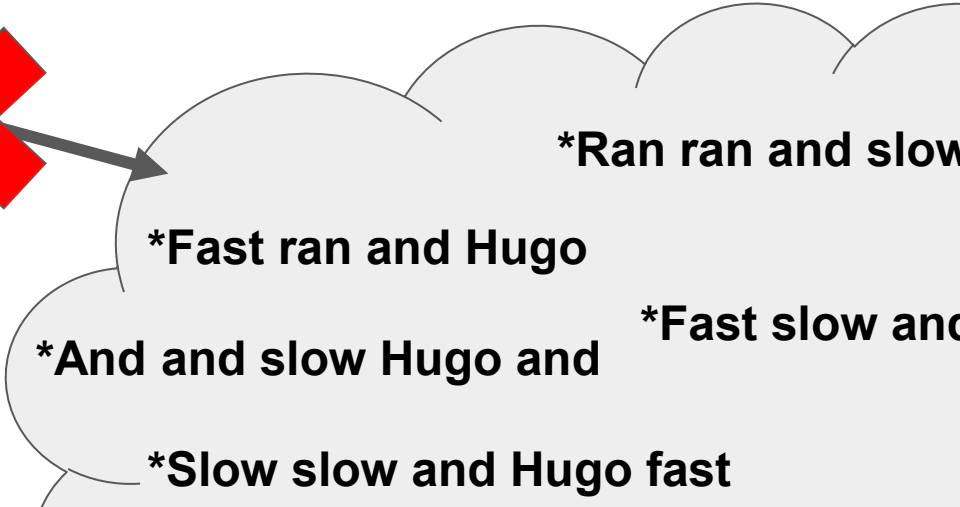 *Ran ran and slow
*Fast ran and Hugo
*Fast slow and
*And and slow Hugo and
*Slow slow and Hugo fast